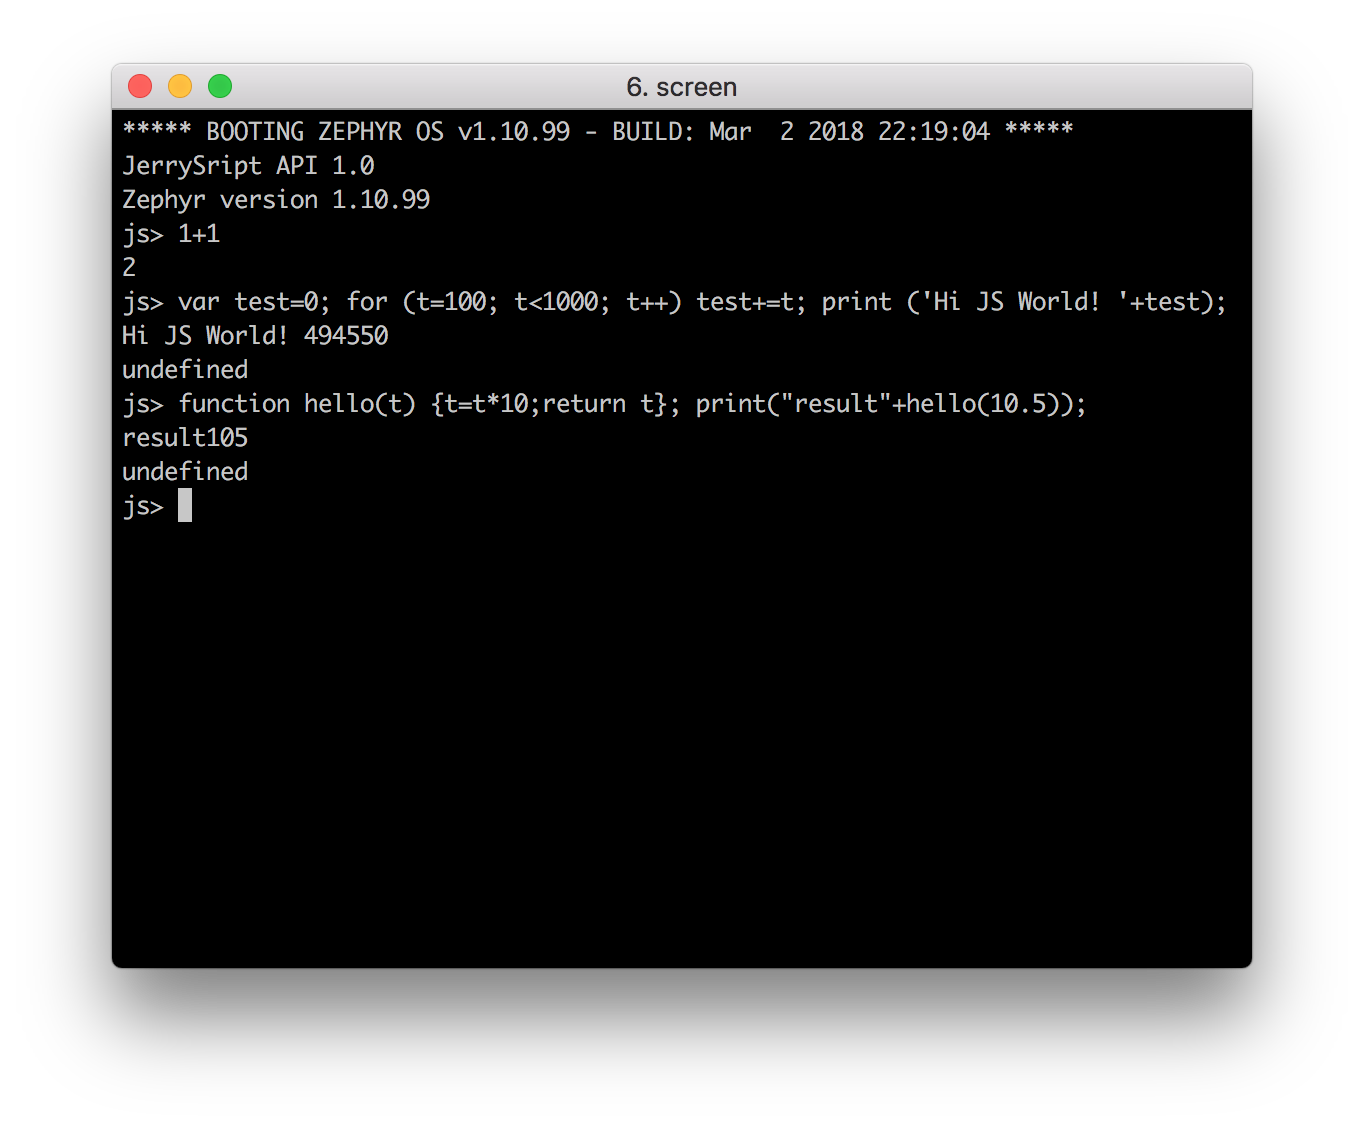 6. screen
***** BOOTING ZEPHYR OS v1.10.99 - BUILD: Mar  2 2018 22:19:04 *****
JerrySript API 1.0
Zephyr version 1.10.99
js> 1+1
2
js> var test=0; for (t=100; t<1000; t++) test+=t; print ('Hi JS World! '+test);
Hi JS World! 494550
undefined
js> function hello(t) {t=t*10;return t}; print("result"+hello(10.5));
result105
undefined
js>